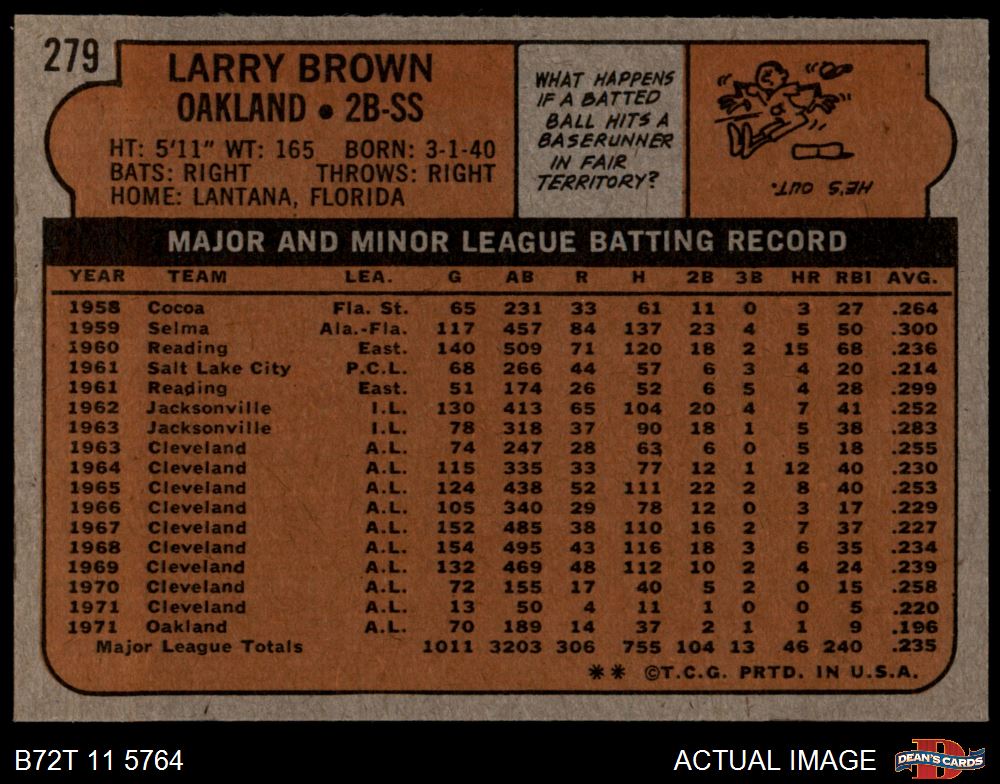 279
LARRY BROWN
OAKLAND • 2B-SS
HT: 5'11" WT: 165 BORN: 3-1-40
BATS: RIGHT THROWS: RIGHT
HOME: LANTANA, FLORIDA
WHAT HAPPENS
IF A BATTED
BALL HITS A
BASERUNNER
IN FAIR
TERRITORY?
HE'S OUT.
MAJOR AND MINOR LEAGUE BATTING RECORD
YEAR TEAM LEA. G AB R H 2B 3B HR RBI AVG.
1958 Cocoa Fla. St. 65 231 33 61 11 0 3 27 .264
1959 Selma Ala.-Fla. 117 457 84 137 23 4 5 50 .300
1960 Reading East. 140 509 71 120 18 2 15 68 .236
1961 Salt Lake City P.C.L. 68 266 44 57 6 3 4 20 .214
1961 Reading East. 51 174 26 52 6 5 4 28 .299
1962 Jacksonville I.L. 130 413 65 104 20 4 7 41 .252
1963 Jacksonville I.L. 78 318 37 90 18 1 5 38 .283
1963 Cleveland A.L. 74 247 28 63 6 0 5 18 .255
1964 Cleveland A.L. 115 335 33 77 12 1 12 40 .230
1965 Cleveland A.L. 124 438 52 111 22 2 8 40 .253
1966 Cleveland A.L. 105 340 29 78 12 0 3 17 .229
1967 Cleveland A.L. 152 485 38 110 16 2 7 37 .227
1968 Cleveland A.L. 154 495 43 116 18 3 6 35 .234
1969 Cleveland A.L. 132 469 48 112 10 2 4 24 .239
1970 Cleveland A.L. 72 155 17 40 5 2 0 15 .258
1971 Cleveland A.L. 13 50 4 11 1 0 0 5 .220
1971 Oakland A.L. 70 189 14 37 2 1 1 9 .196
Major League Totals 1011 3203 306 755 104 13 46 240 .235
** ©T.C.G. PRTD. IN U.S.A.
B72T 11 5764
ACTUAL IMAGE
D
DEAN'S CARDS